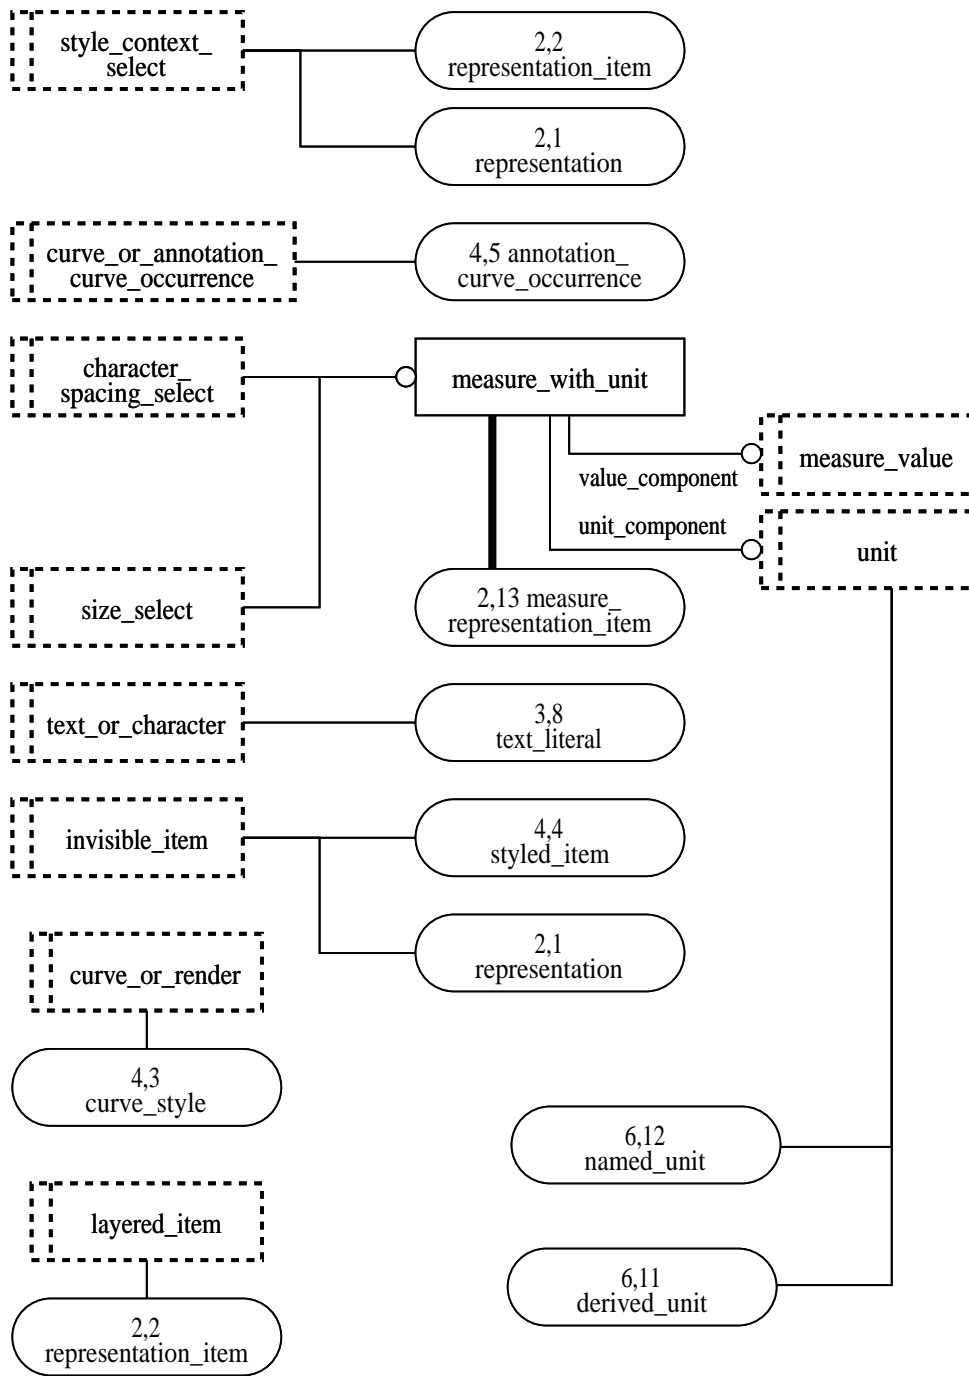 style_context_
select
2,2
representation_item
2,1
representation
curve_or_annotation_
curve_occurrence
4,5 annotation_
curve_occurrence
character_
spacing_select
measure_with_unit
measure_value
value_component
unit_component
unit
size_select
2,13 measure_
representation_item
text_or_character
3,8
text_literal
invisible_item
4,4
styled_item
2,1
representation
curve_or_render
4,3
curve_style
6,12
named_unit
layered_item
6,11
derived_unit
2,2
representation_item